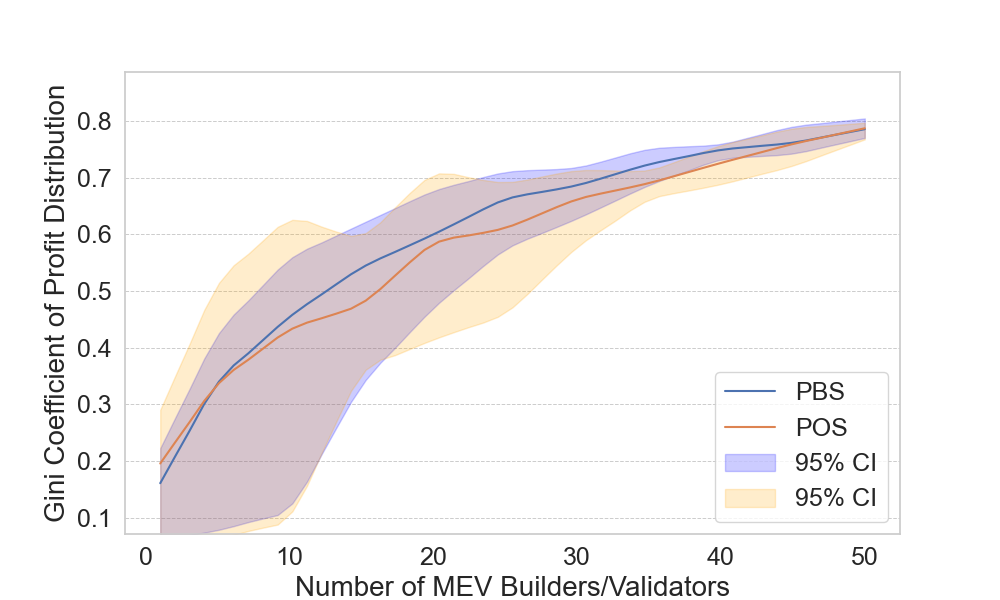 Gini Coefficient of Profit Distribution
0.8
0.7
0.6
0.5
0.4
0.3
0.2
0.1
PBS
POS
95% CI
95% CI
0 10 20 30 40 50
Number of MEV Builders/Validators